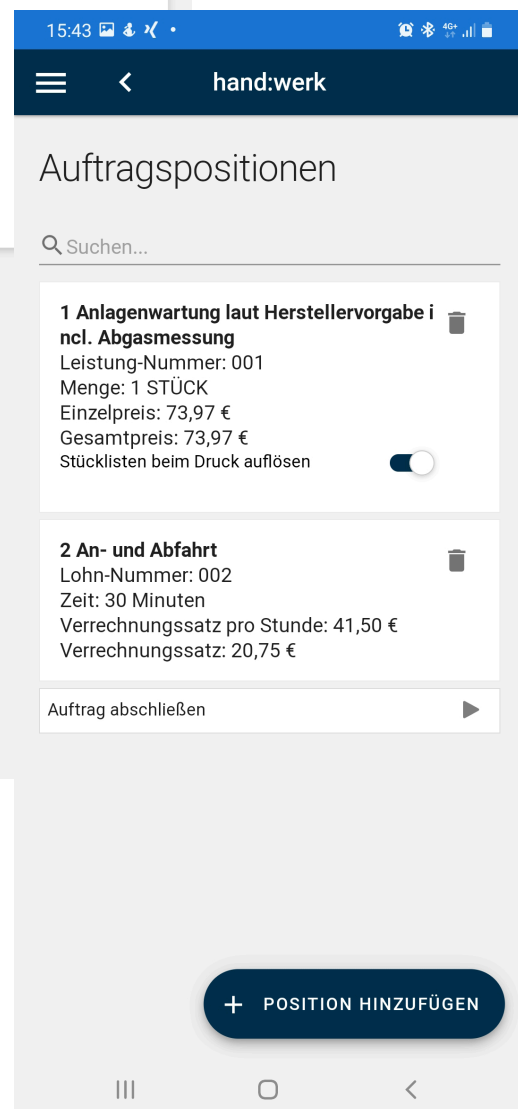 15:43
4G+
hand:werk
Auftragspositionen
Suchen...
1 Anlagenwartung laut Herstellervorgabe i
ncl. Abgasmessung
Leistung-Nummer: 001
Menge: 1 STÜCK
Einzelpreis: 73,97 €
Gesamtpreis: 73,97 €
Stücklisten beim Druck auflösen
2 An- und Abfahrt
Lohn-Nummer: 002
Zeit: 30 Minuten
Verrechnungssatz pro Stunde: 41,50 €
Verrechnungssatz: 20,75 €
Auftrag abschließen
+ POSITION HINZUFÜGEN